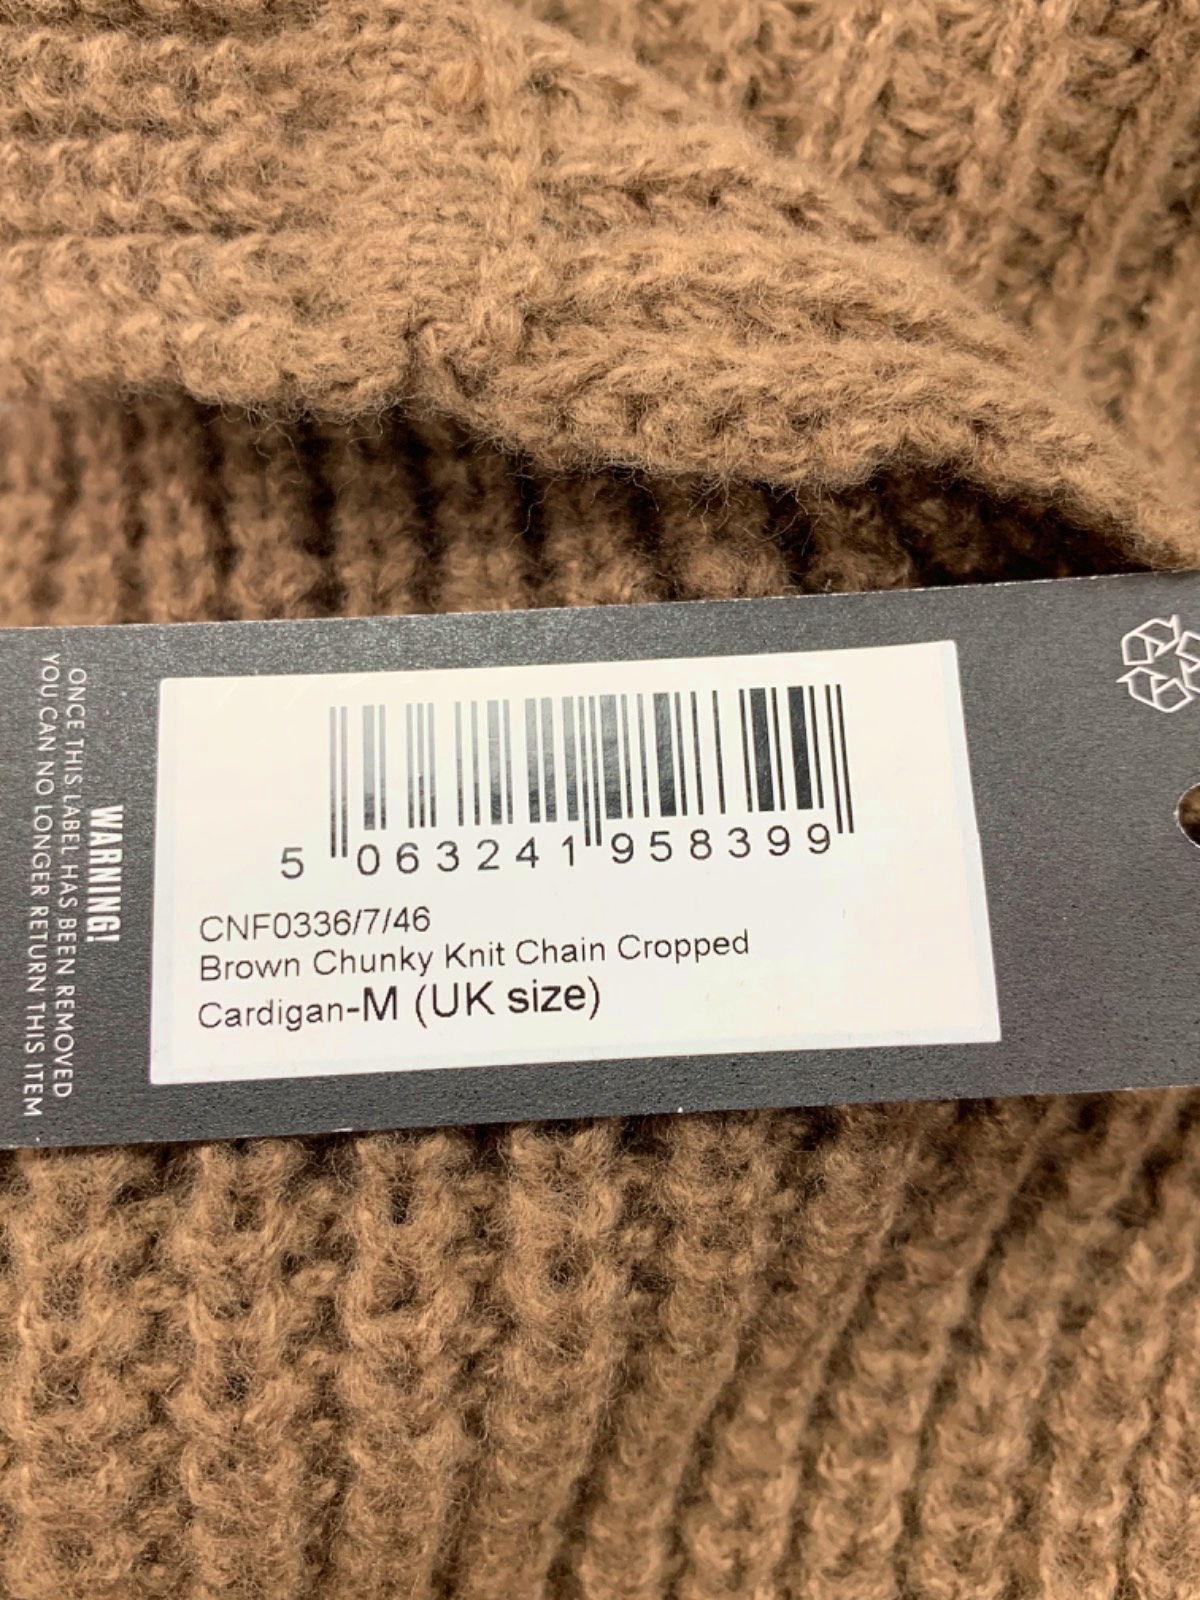 WARNING!
ONCE THIS LABEL HAS BEEN REMOVED
YOU CAN NO LONGER RETURN THIS ITEM
5 063241 958399
CNF0336/7/46
Brown Chunky Knit Chain Cropped
Cardigan-M (UK size)